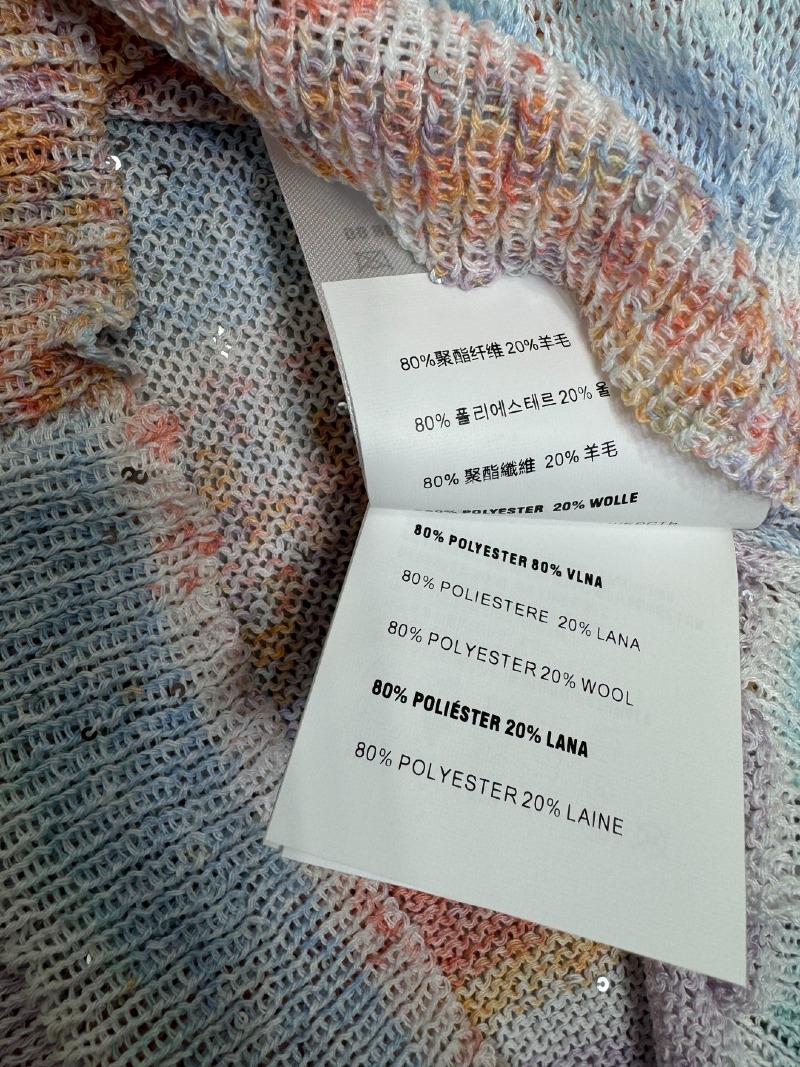 80%聚酯纤维20%羊毛
80% 폴리에스테르 20% 울
80% 聚酯纖維 20% 羊毛
POLYESTER 20% WOLLE
80% POLYESTER 80% VLNA
80% POLIESTERE 20% LANA
80% POLYESTER 20% WOOL
80% POLIÉSTER 20% LANA
80% POLYESTER 20% LAINE